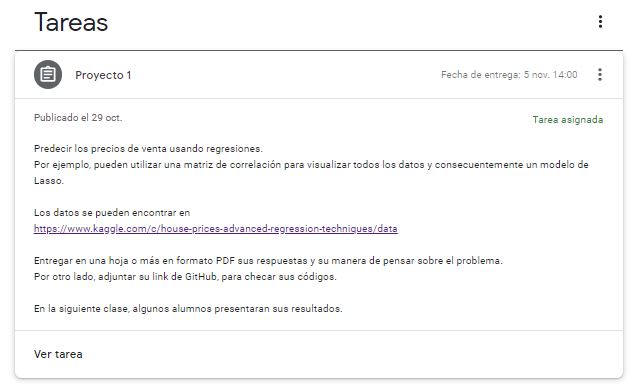 Tareas
Proyecto 1
Fecha de entrega: 5 nov. 14:00
Publicado el 29 oct.
Tarea asignada
Predecir los precios de venta usando regresiones.
Por ejemplo, pueden utilizar una matriz de correlación para visualizar todos los datos y consecuentemente un modelo de
Lasso.
Los datos se pueden encontrar en
https://www.kaggle.com/c/house-prices-advanced-regression-techniques/data
Entregar en una hoja o más en formato PDF sus respuestas y su manera de pensar sobre el problema.
Por otro lado, adjuntar su link de GitHub, para checar sus códigos.
En la siguiente clase, algunos alumnos presentaran sus resultados.
Ver tarea